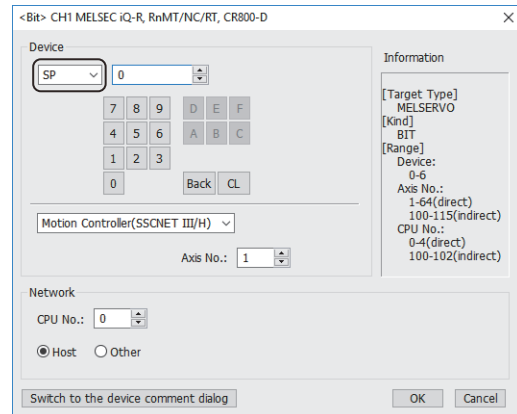 <Bit> CH1 MELSEC iQ-R, RnMT/NC/RT, CR800-D
Device
SP 0
7 8 9 D E F
4 5 6 A B C
1 2 3
0 Back CL
Motion Controller(SSCNET III/H)
Axis No.: 1
Information
[Target Type]
MELSERVO
[Kind]
BIT
[Range]
Device:
0-6
Axis No.:
1-64(direct)
100-115(indirect)
CPU No.:
0-4(direct)
100-102(indirect)
Network
CPU No.: 0
Host Other
Switch to the device comment dialog OK Cancel